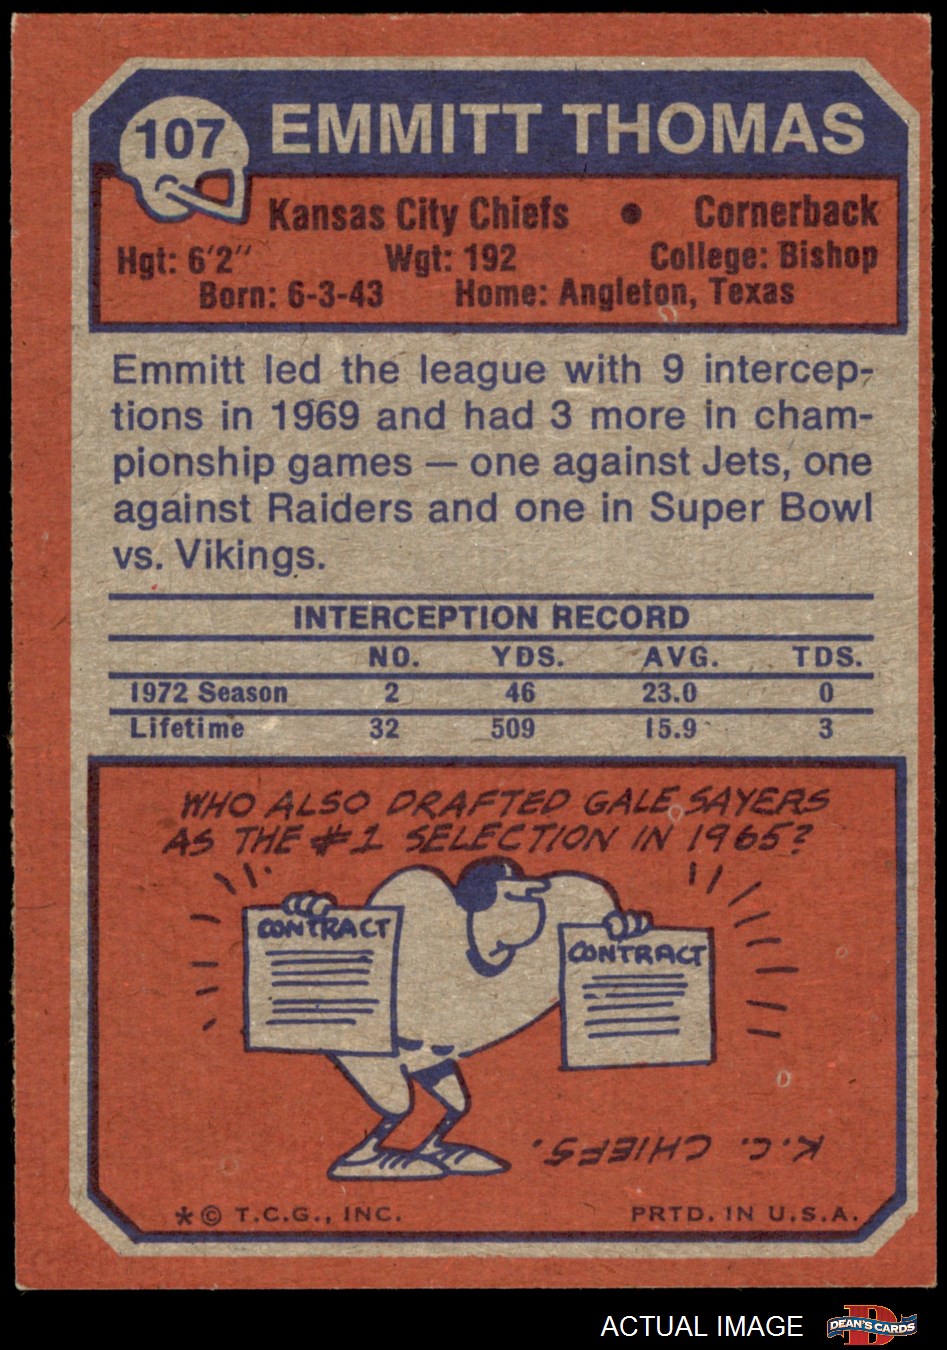 107 EMMITT THOMAS
Kansas City Chiefs • Cornerback
Hgt: 6'2" Wgt: 192 College: Bishop
Born: 6-3-43 Home: Angleton, Texas
Emmitt led the league with 9 intercep-
tions in 1969 and had 3 more in cham-
pionship games — one against Jets, one
against Raiders and one in Super Bowl
vs. Vikings.
INTERCEPTION RECORD
NO. YDS. AVG. TDS.
1972 Season 2 46 23.0 0
Lifetime 32 509 15.9 3
WHO ALSO DRAFTED GALE SAYERS
AS THE #1 SELECTION IN 1965?
CONTRACT
CONTRACT
K.C. CHIEFS.
* © T.C.G., INC. PRTD. IN U.S.A.
ACTUAL IMAGE
D
DEAN'S CARDS